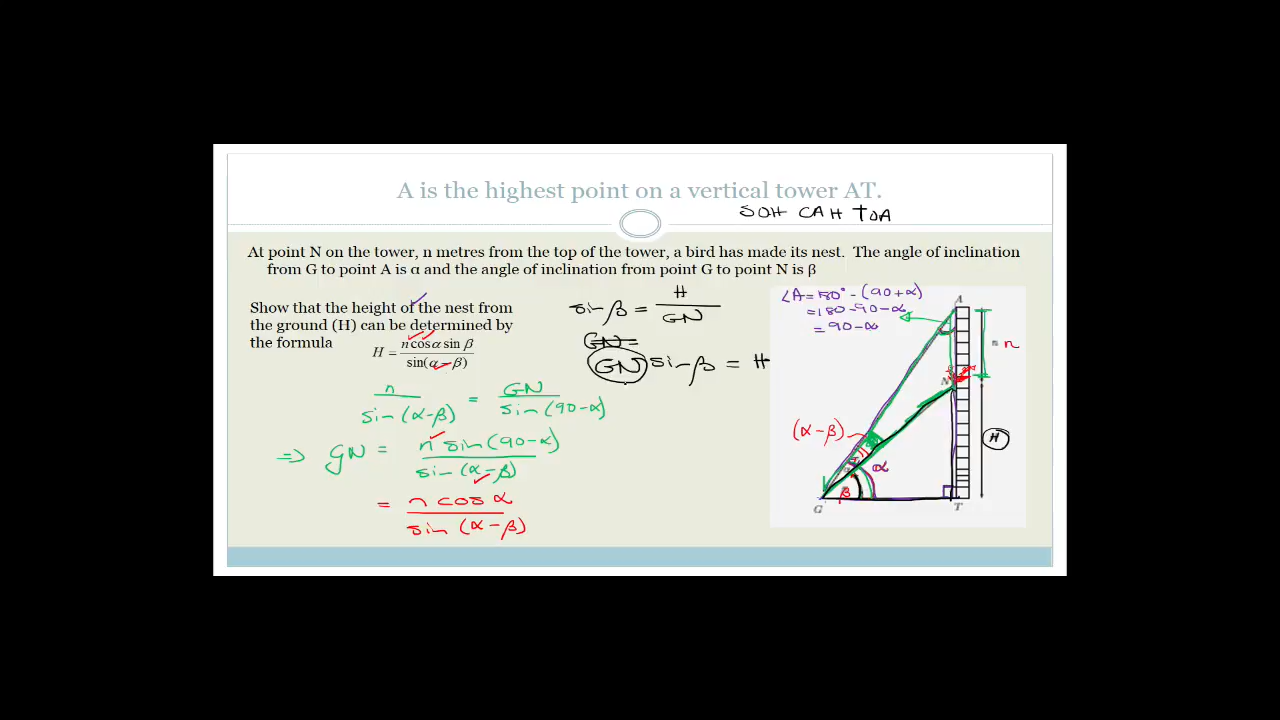 A is the highest point on a vertical tower AT.
SOH CAH TOA
At point N on the tower, n metres from the top of the tower, a bird has made its nest. The angle of inclination
from G to point A is α and the angle of inclination from point G to point N is β
Show that the height of the nest from
the ground (H) can be determined by
the formula
H = n cos α sin β / sin(α − β)
n / sin (α−β) = GN / sin (90−α)
⇒ GN = n sin (90−α) / sin (α−β)
= n cos α / sin (α−β)
sin β = H / GN
GN =
GN sin β = H
∠A = 180° − (90+α)
= 180−90−α
= 90−α
A
n
N
(α−β)
H
α
β
G
T